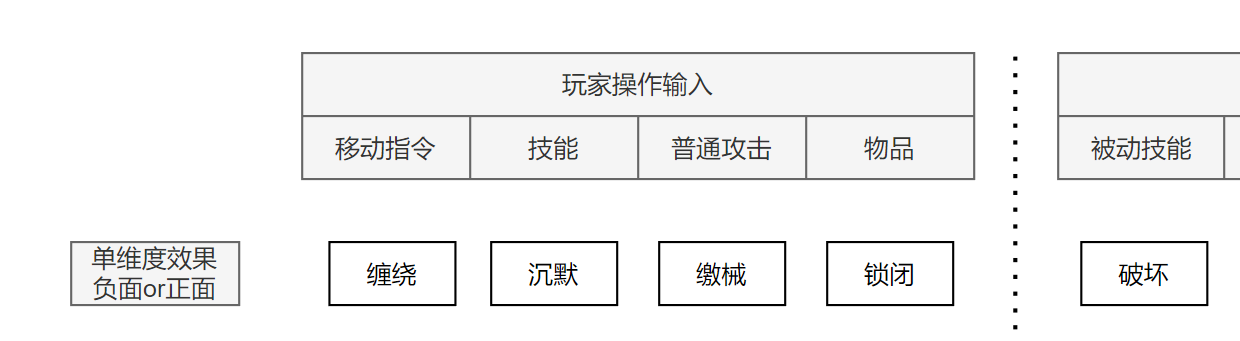 玩家操作输入
移动指令
技能
普通攻击
物品
被动技能
单维度效果
负面or正面
缠绕
沉默
缴械
锁闭
破坏